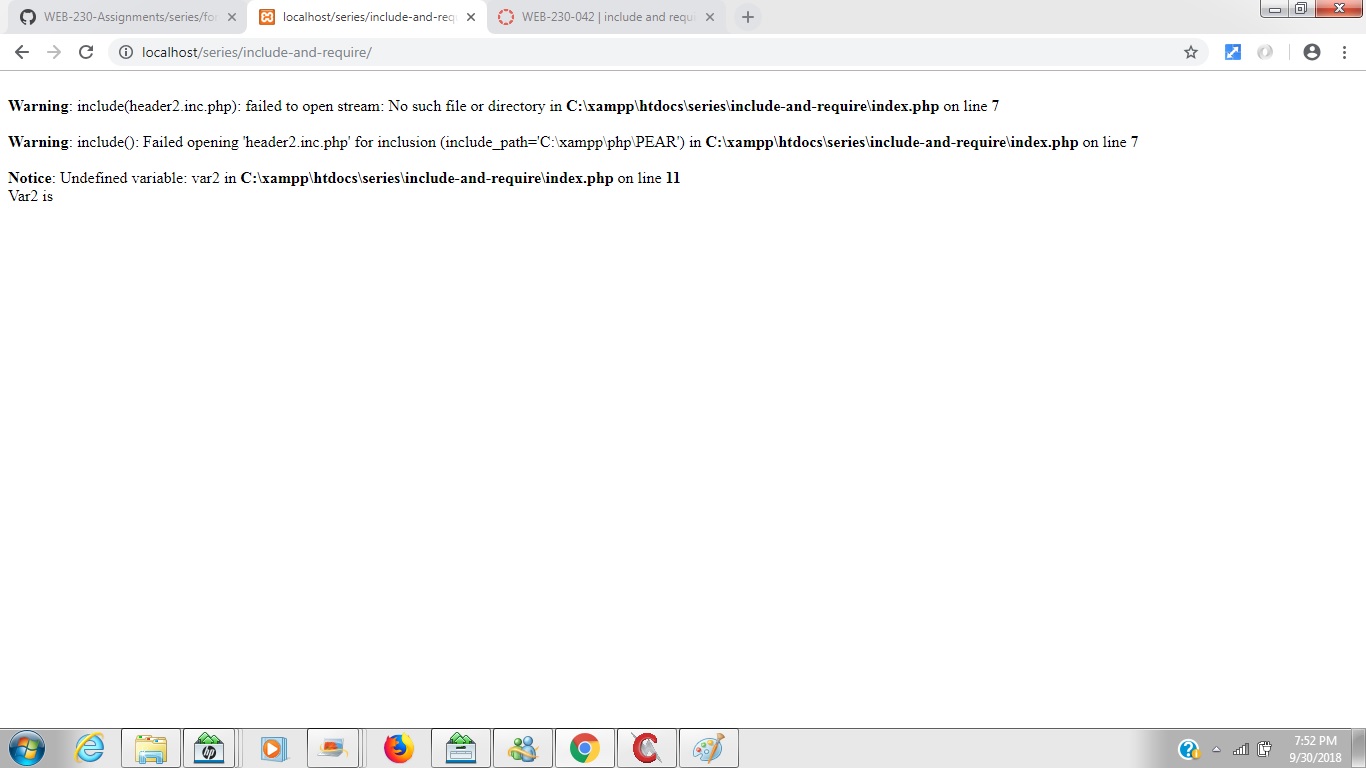 WEB-230-Assignments/series/for
localhost/series/include-and-requ
WEB-230-042 | include and requi
localhost/series/include-and-require/
Warning: include(header2.inc.php): failed to open stream: No such file or directory in C:\xampp\htdocs\series\include-and-require\index.php on line 7
Warning: include(): Failed opening 'header2.inc.php' for inclusion (include_path='C:\xampp\php\PEAR') in C:\xampp\htdocs\series\include-and-require\index.php on line 7
Notice: Undefined variable: var2 in C:\xampp\htdocs\series\include-and-require\index.php on line 11
Var2 is
hp
7:52 PM
9/30/2018